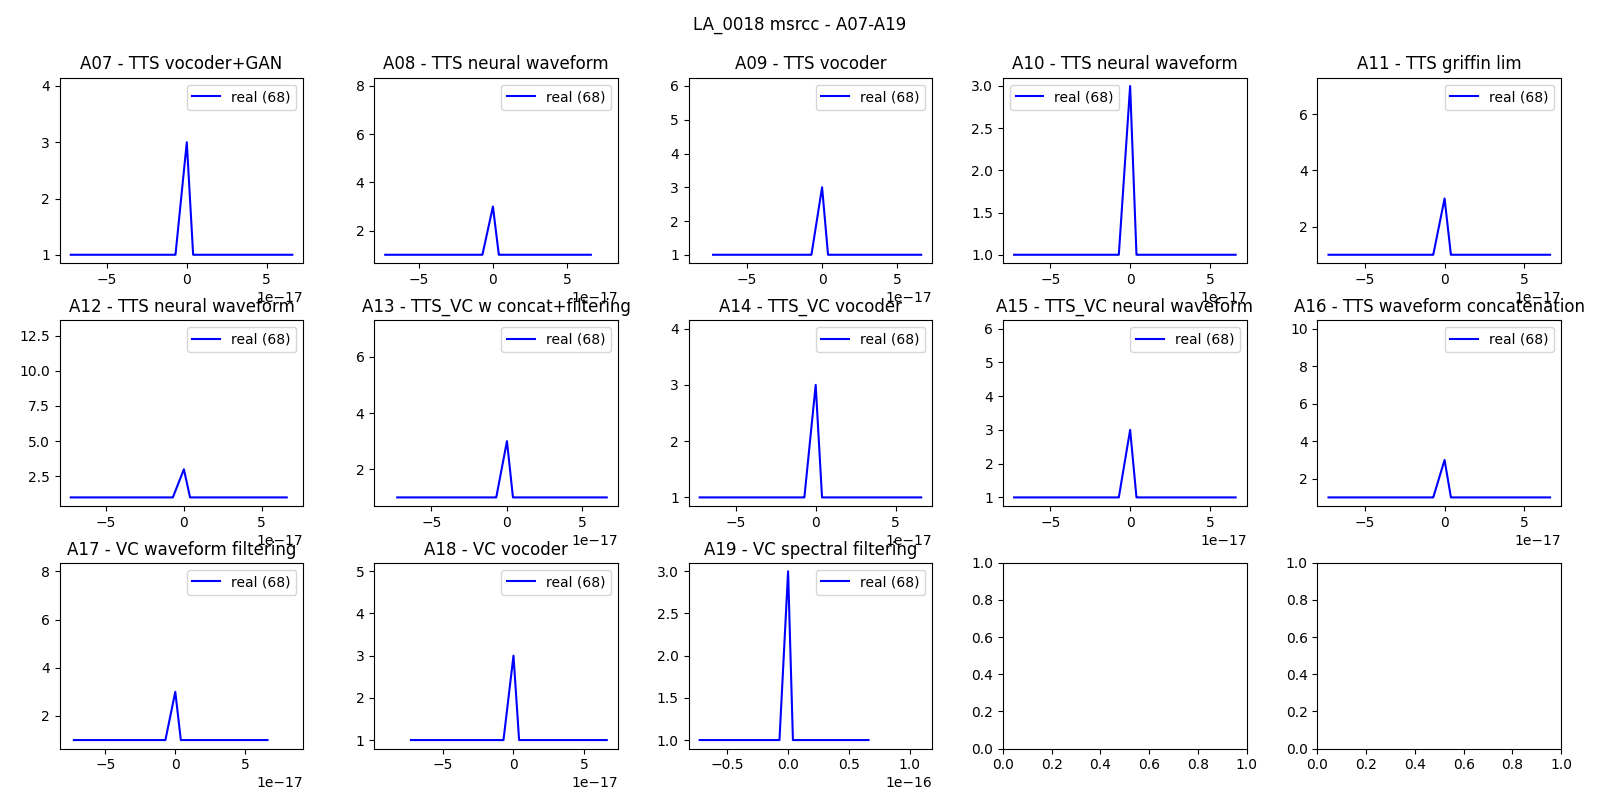 LA_0018 msrcc - A07-A19
A07 - TTS vocoder+GAN
A08 - TTS neural waveform
A09 - TTS vocoder
A10 - TTS neural waveform
A11 - TTS griffin lim
real (68)
real (68)
real (68)
real (68)
real (68)
4
3
2
1
8
6
4
2
6
5
4
3
2
1
3.0
2.5
2.0
1.5
1.0
6
4
2
−5 0 5
1e−17
−5 0 5
1e−17
−5 0 5
1e−17
−5 0 5
1e−17
−5 0 5
1e−17
A12 - TTS neural waveform
A13 - TTS_VC w concat+filtering
A14 - TTS_VC vocoder
A15 - TTS_VC neural waveform
A16 - TTS waveform concatenation
real (68)
real (68)
real (68)
real (68)
real (68)
12.5
10.0
7.5
5.0
2.5
6
4
2
4
3
2
1
6
5
4
3
2
1
10
8
6
4
2
−5 0 5
1e−17
−5 0 5
1e−17
−5 0 5
1e−17
−5 0 5
1e−17
−5 0 5
1e−17
A17 - VC waveform filtering
A18 - VC vocoder
A19 - VC spectral filtering
real (68)
real (68)
real (68)
8
6
4
2
5
4
3
2
1
3.0
2.5
2.0
1.5
1.0
1.0
0.8
0.6
0.4
0.2
0.0
1.0
0.8
0.6
0.4
0.2
0.0
−5 0 5
1e−17
−5 0 5
1e−17
−0.5 0.0 0.5 1.0
1e−16
0.0 0.2 0.4 0.6 0.8 1.0
0.0 0.2 0.4 0.6 0.8 1.0